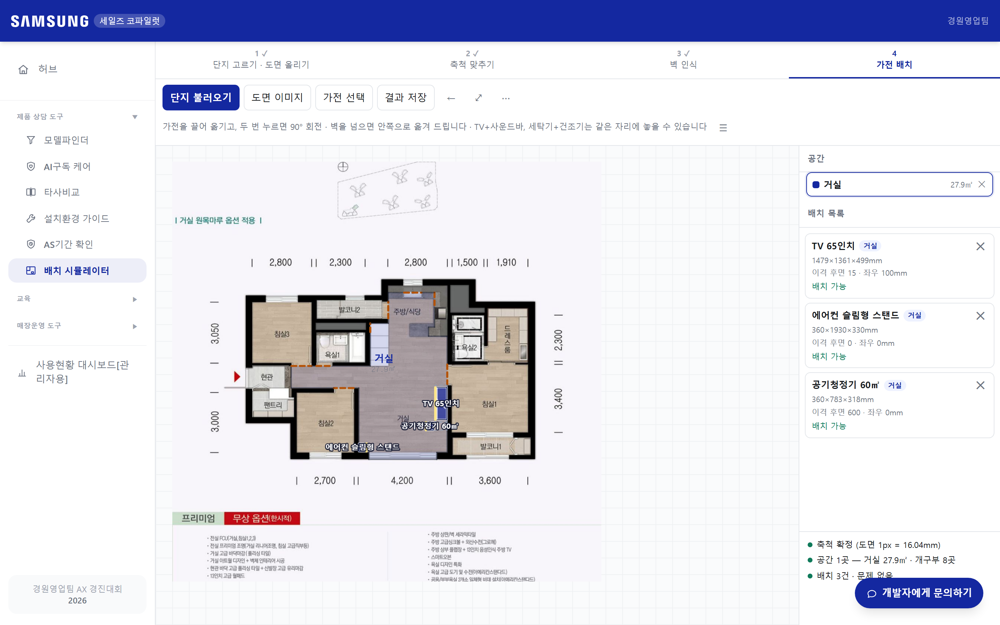 SAMSUNG 세일즈 코파일럿
경원영업팀
허브
제품 상담 도구 ▼
모델파인더
AI구독 케어
타사비교
설치환경 가이드
AS기간 확인
배치 시뮬레이터
교육 ▶
매장운영 도구 ▶
사용현황 대시보드[관
리자용]
경원영업팀 AX 경진대회
2026
1 ✓
단지 고르기 · 도면 올리기
2 ✓
축척 맞추기
3 ✓
벽 인식
4
가전 배치
단지 불러오기
도면 이미지
가전 선택
결과 저장
← ⤢ ···
가전을 끌어 옮기고, 두 번 누르면 90° 회전 · 벽을 넘으면 안쪽으로 옮겨 드립니다 · TV+사운드바, 세탁기+건조기는 같은 자리에 놓을 수 있습니다 ☰
| 거실 원목마루 옵션 적용 |
2,800 2,300 2,800 1,500 1,910
3,050
3,000
2,300
3,400
발코니2
주방/식당
침실3
욕실1
욕실2
드레스룸
거실
27.9㎡
현관
팬트리
TV 65인치
침실1
거실
공기청정기 60㎡
침실2
에어컨 슬림형 스탠드
발코니1
2,700 4,200 3,600
프리미엄 무상 옵션(한시적)
· 전실 FCU(거실,침실1,2,3)
· 전실 프리미엄 조명(거실 리니어조명, 침실 고급직부등)
· 거실 고급 바닥마감 ( 폴리싱 타일)
· 거실 아트월 디자인 + 벽체 인테리어 시공
· 현관 바닥 고급 폴리싱 타일 + 신발장 고급 유리마감
· 13인치 고급 월패드
· 주방 상판/벽 세라믹타일
· 주방 고급싱크볼 + 외산수전(그로헤)
· 주방 상부 플랩장 + 13인치 음성인식 주방 TV
· 스마트오븐
· 욕실 디자인 특화
· 욕실 고급 도기 및 수전(아메리칸스탠다드)
· 공용/부부욕실 2개소 일체형 비데 설치(아메리칸스탠다드)
공간
거실 27.9㎡ ✕
배치 목록
TV 65인치 거실 ✕
1479×1361×499mm
이격 후면 15 · 좌우 100mm
배치 가능
에어컨 슬림형 스탠드 거실 ✕
360×1930×330mm
이격 후면 0 · 좌우 0mm
배치 가능
공기청정기 60㎡ 거실 ✕
360×783×318mm
이격 후면 600 · 좌우 0mm
배치 가능
축척 확정 (도면 1px = 16.04mm)
공간 1곳 — 거실 27.9㎡ · 개구부 8곳
배치 3건 · 문제 없음
개발자에게 문의하기